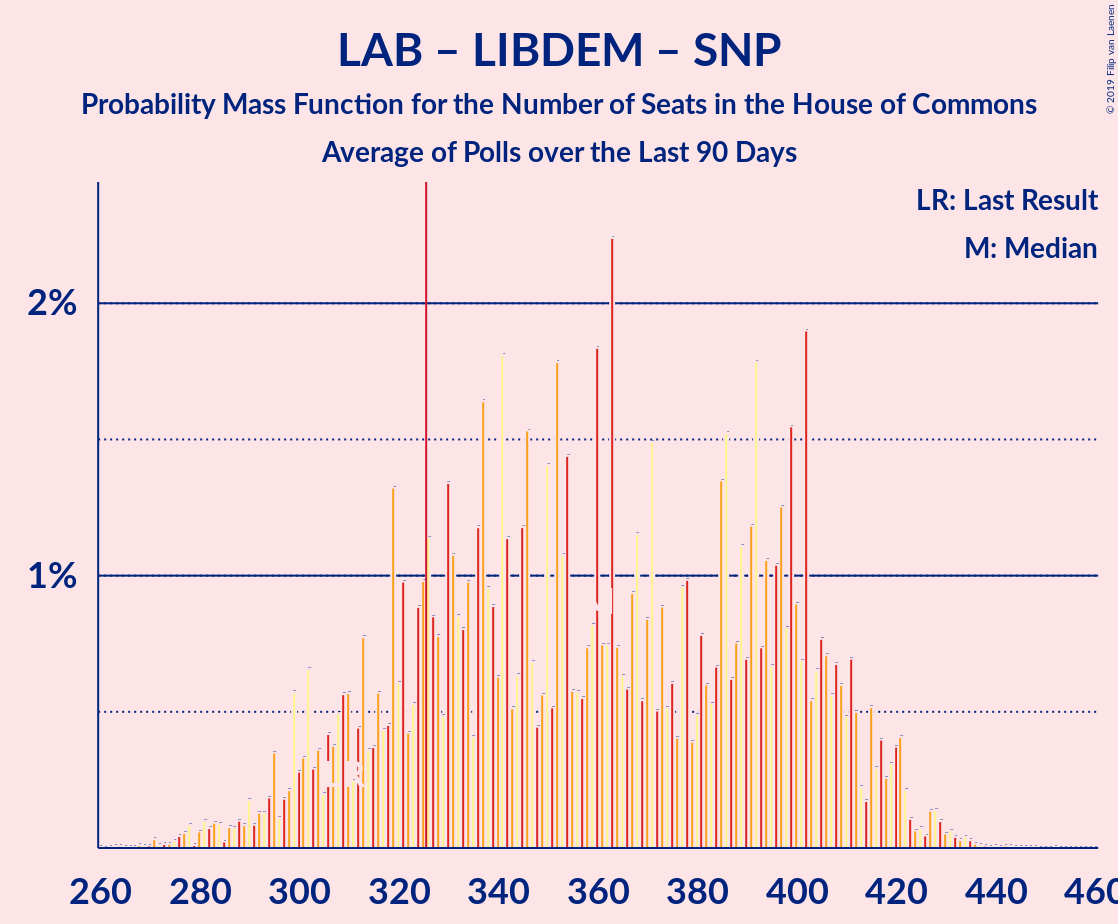 LAB – LIBDEM – SNP
Probability Mass Function for the Number of Seats in the House of Commons
Average of Polls over the Last 90 Days
© 2019 Filip van Laenen
LR: Last Result
M: Median
2%
1%
260 280 300 320 340 360 380 400 420 440 460